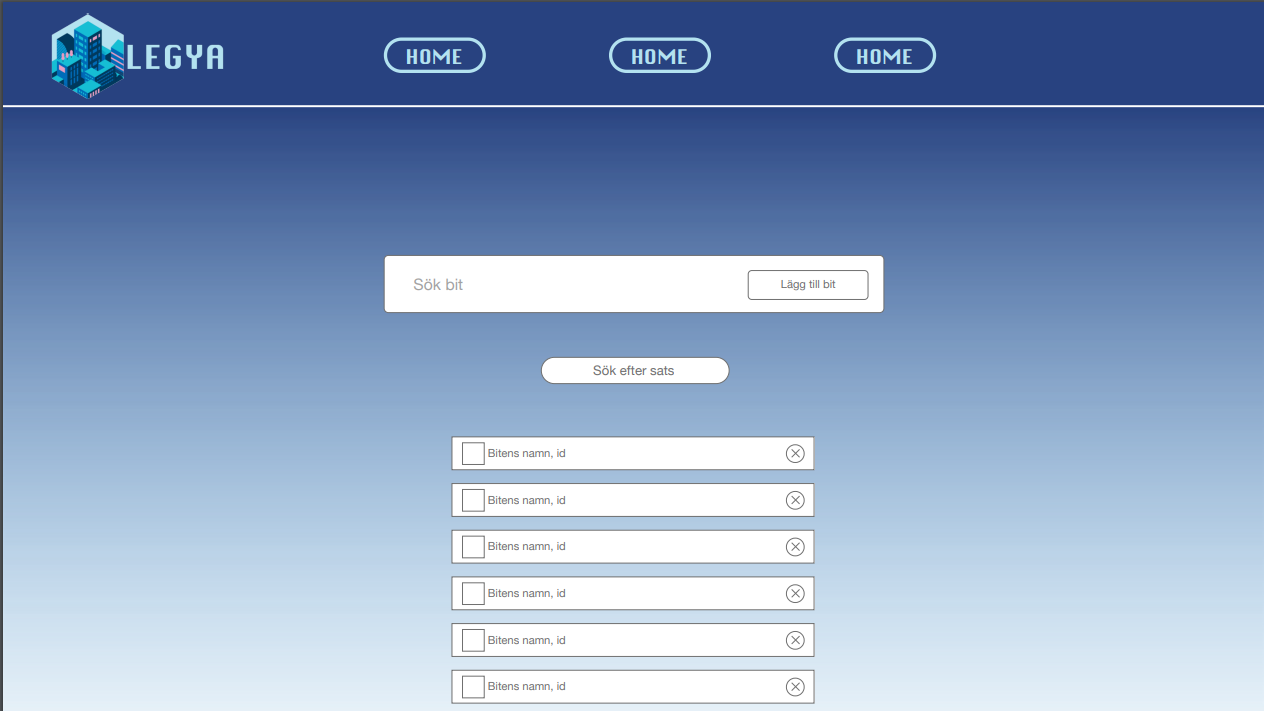 LEGYA
HOME HOME HOME
Sök bit
Lägg till bit
Sök efter sats
Bitens namn, id
Bitens namn, id
Bitens namn, id
Bitens namn, id
Bitens namn, id
Bitens namn, id